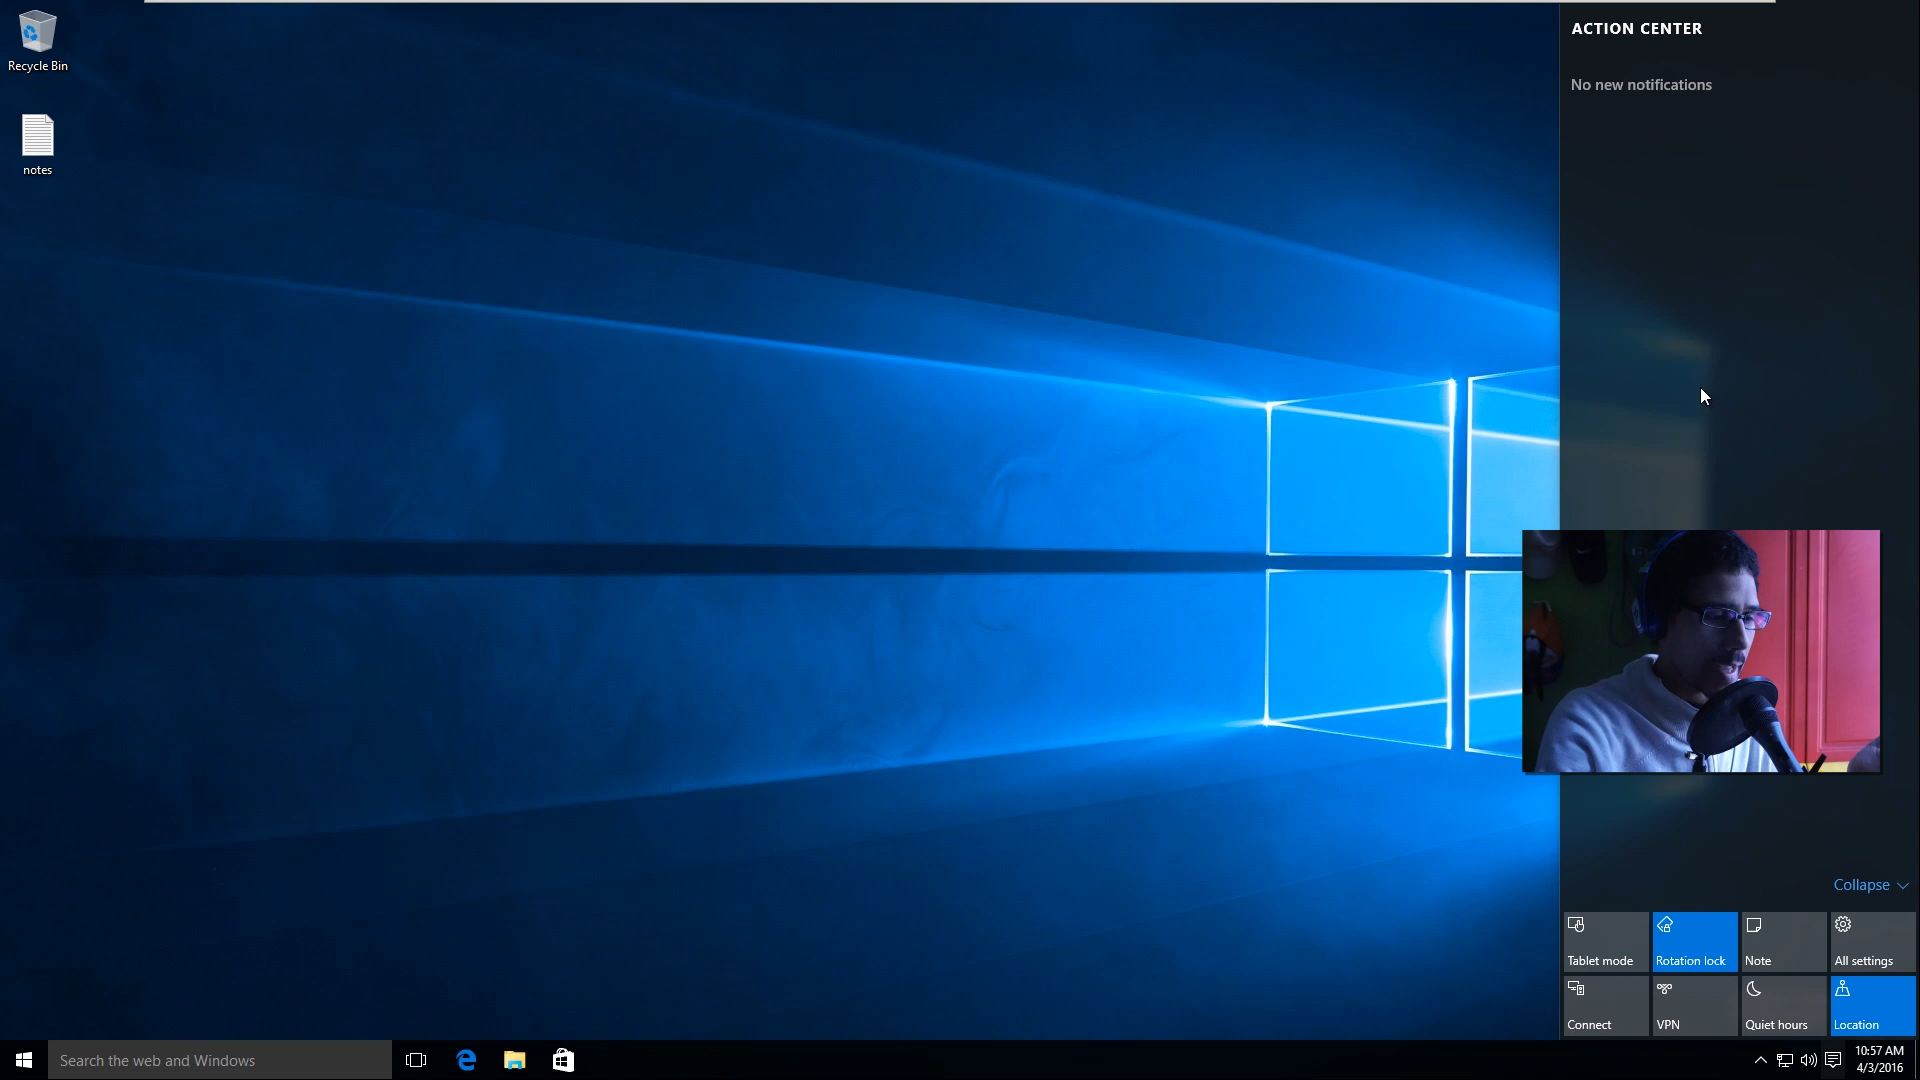 Recycle Bin
notes
ACTION CENTER
No new notifications
Collapse
Tablet mode
Rotation lock
Note
All settings
Connect
VPN
Quiet hours
Location
Search the web and Windows
10:57 AM
4/3/2016